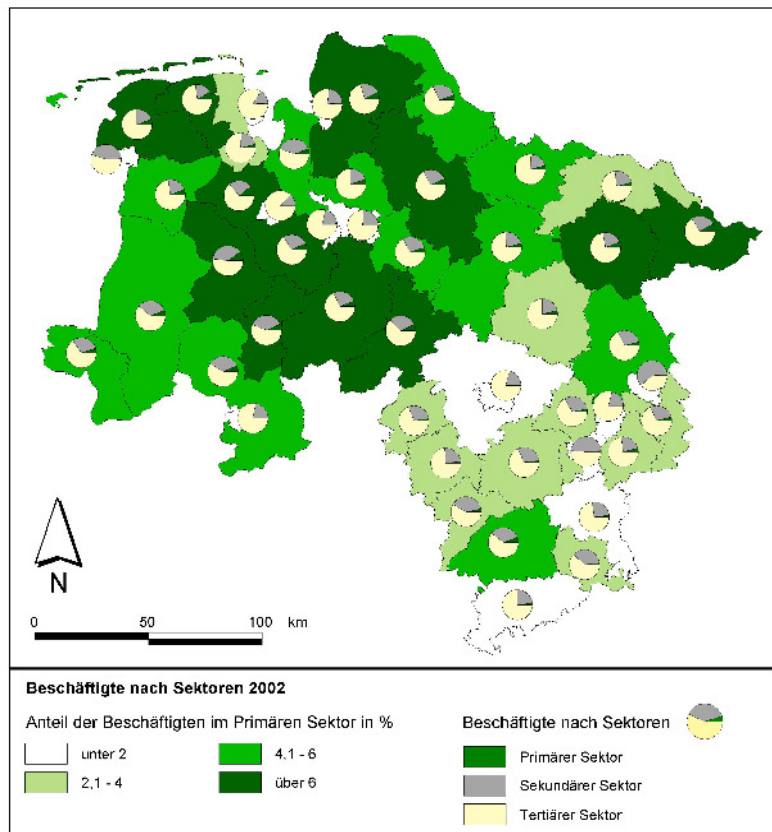 N
0 50 100 km
Beschäftigte nach Sektoren 2002
Anteil der Beschäftigten im Primären Sektor in %
unter 2
4,1 - 6
2,1 - 4
über 6
Beschäftigte nach Sektoren
Primärer Sektor
Sekundärer Sektor
Tertiärer Sektor